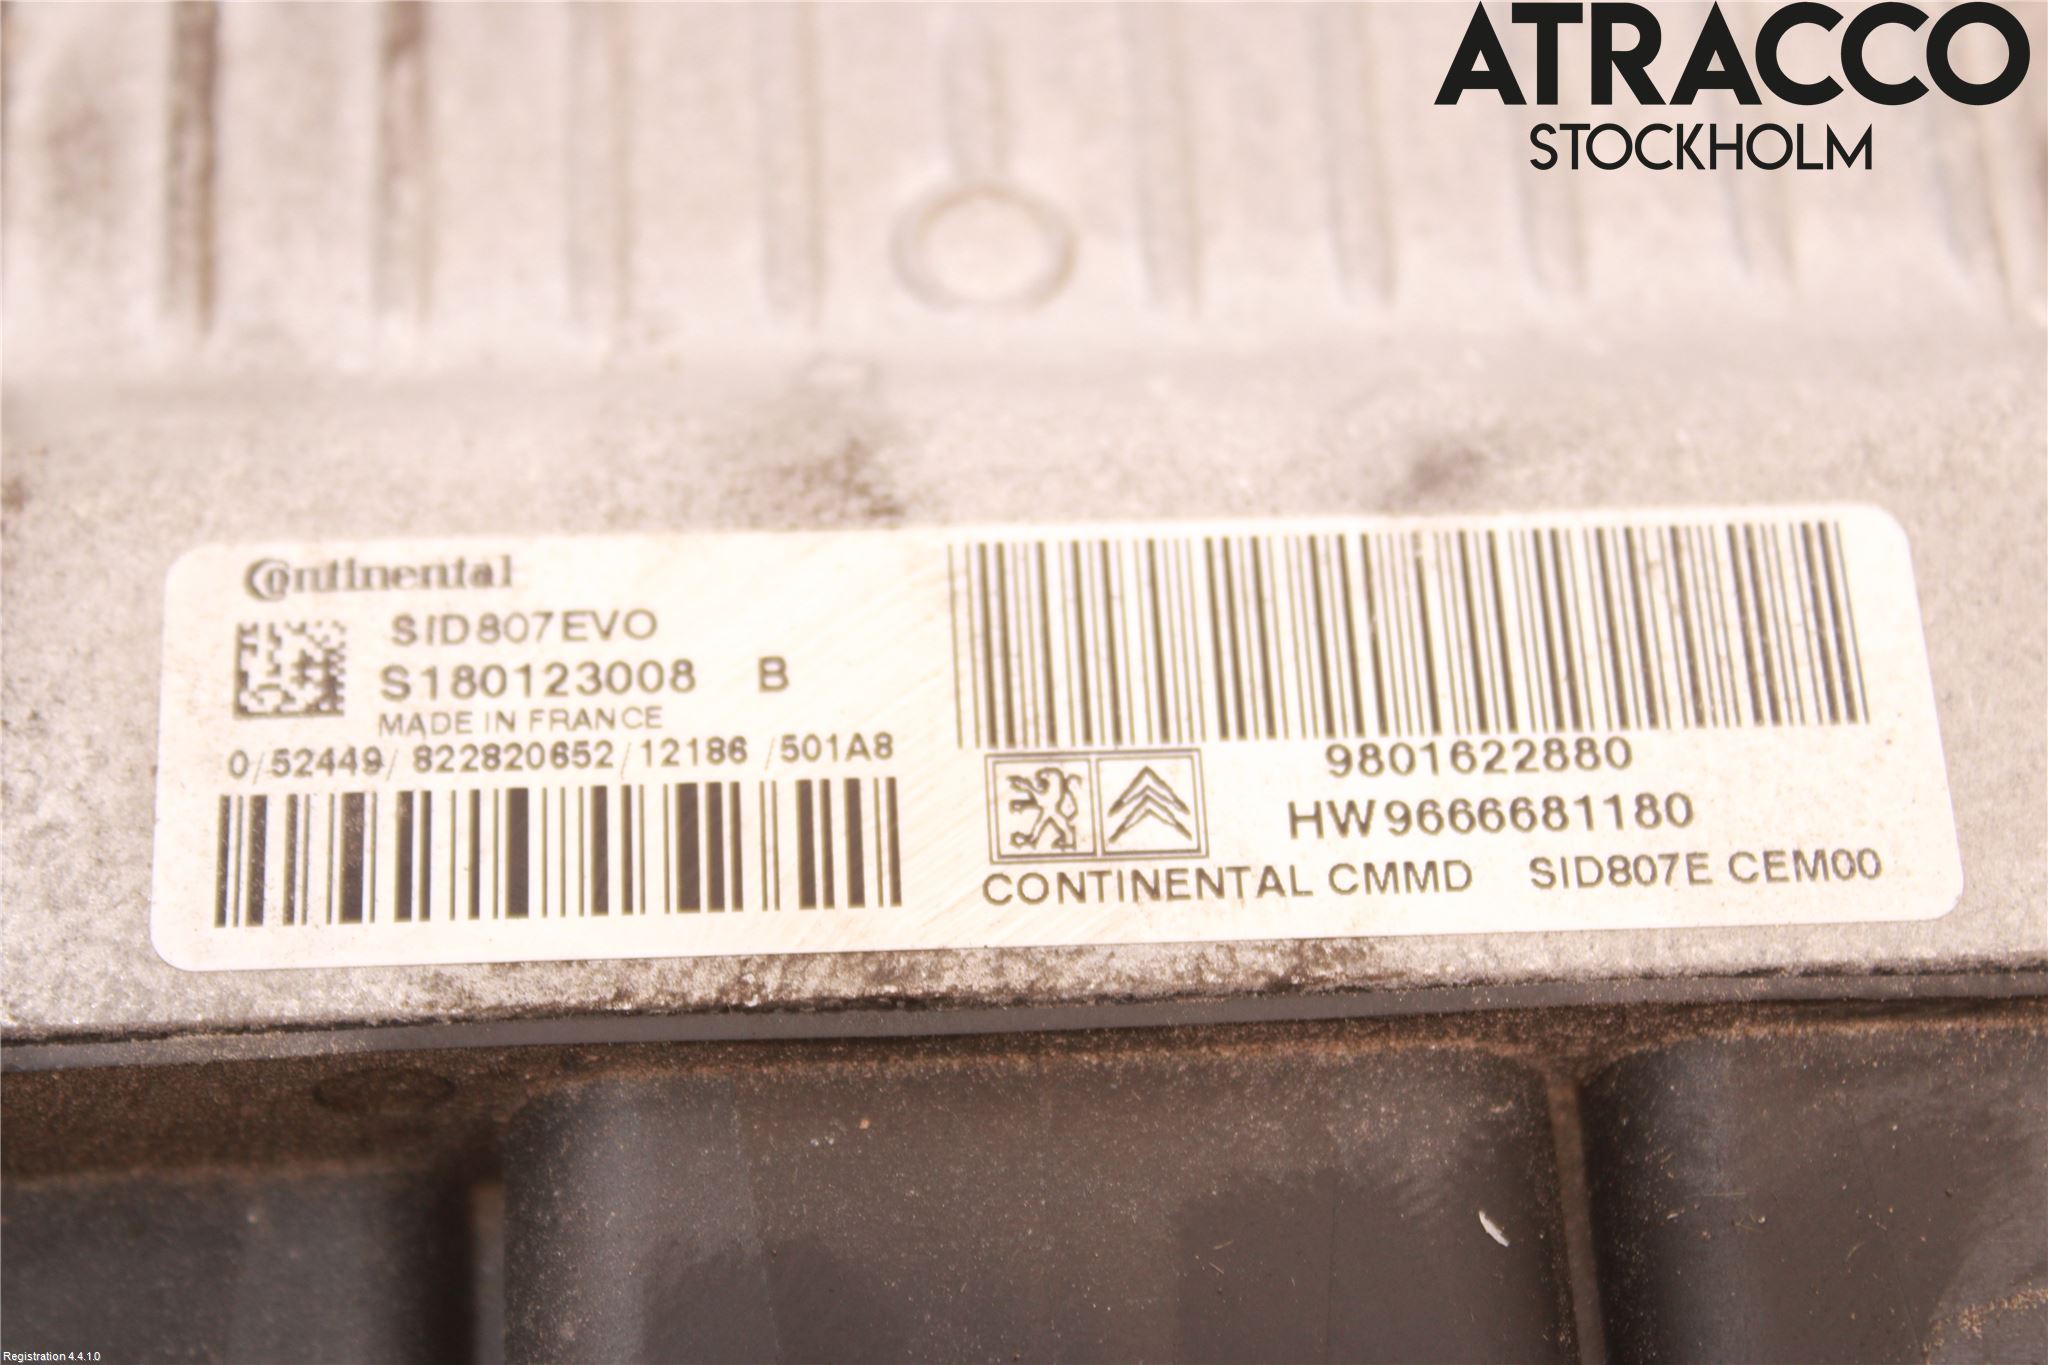 ATRACCO
STOCKHOLM
Continental
SID807EVO
S180123008 B
MADE IN FRANCE
0/52449/822820652/12186/501A8
9801622880
HW9666681180
CONTINENTAL CMMD SID807E CEM00
Registration 4.4.1.0